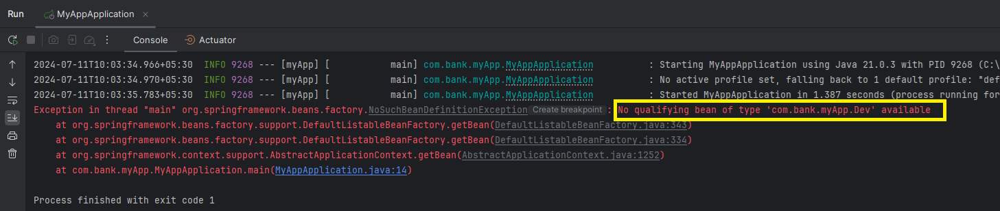 Run MyAppApplication ×
Console Actuator
2024-07-11T10:03:34.966+05:30 INFO 9268 --- [myApp] [ main] com.bank.myApp.MyAppApplication : Starting MyAppApplication using Java 21.0.3 with PID 9268 (C:\
2024-07-11T10:03:34.970+05:30 INFO 9268 --- [myApp] [ main] com.bank.myApp.MyAppApplication : No active profile set, falling back to 1 default profile: "def
2024-07-11T10:03:35.783+05:30 INFO 9268 --- [myApp] [ main] com.bank.myApp.MyAppApplication : Started MyAppApplication in 1.387 seconds (process running for
Exception in thread "main" org.springframework.beans.factory.NoSuchBeanDefinitionException Create breakpoint : No qualifying bean of type 'com.bank.myApp.Dev' available
at org.springframework.beans.factory.support.DefaultListableBeanFactory.getBean(DefaultListableBeanFactory.java:343)
at org.springframework.beans.factory.support.DefaultListableBeanFactory.getBean(DefaultListableBeanFactory.java:334)
at org.springframework.context.support.AbstractApplicationContext.getBean(AbstractApplicationContext.java:1252)
at com.bank.myApp.MyAppApplication.main(MyAppApplication.java:14)
Process finished with exit code 1